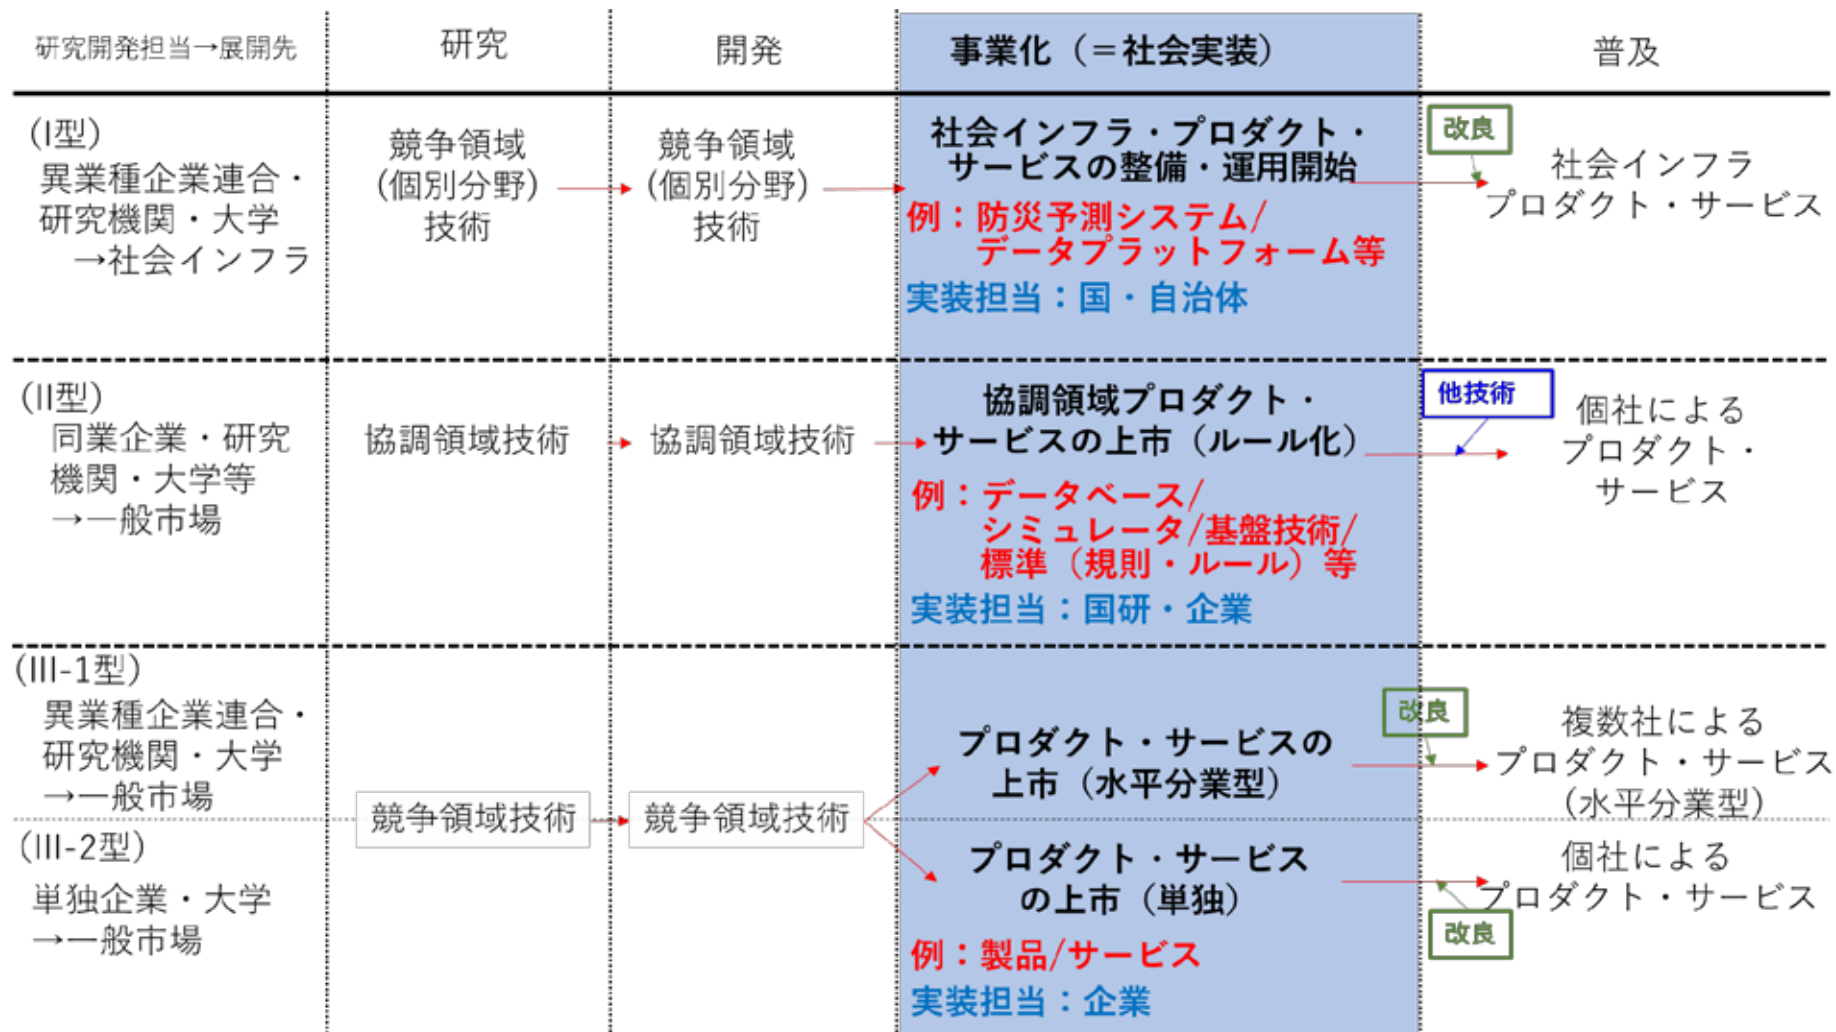 研究開発担当→展開先
研究
開発
事業化（＝社会実装）
普及
(I型)
異業種企業連合・
研究機関・大学
→社会インフラ
競争領域
(個別分野)
技術
競争領域
(個別分野)
技術
社会インフラ・プロダクト・
サービスの整備・運用開始
例：防災予測システム/
データプラットフォーム等
実装担当：国・自治体
改良
社会インフラ
プロダクト・サービス
(II型)
同業企業・研究
機関・大学等
→一般市場
協調領域技術
協調領域技術
協調領域プロダクト・
サービスの上市（ルール化）
例：データベース/
シミュレータ/基盤技術/
標準（規則・ルール）等
実装担当：国研・企業
他技術
個社による
プロダクト・
サービス
(III-1型)
異業種企業連合・
研究機関・大学
→一般市場
競争領域技術
競争領域技術
プロダクト・サービスの
上市（水平分業型）
改良
複数社による
プロダクト・サービス
（水平分業型）
(III-2型)
単独企業・大学
→一般市場
プロダクト・サービス
の上市（単独）
例：製品/サービス
実装担当：企業
個社による
プロダクト・サービス
改良